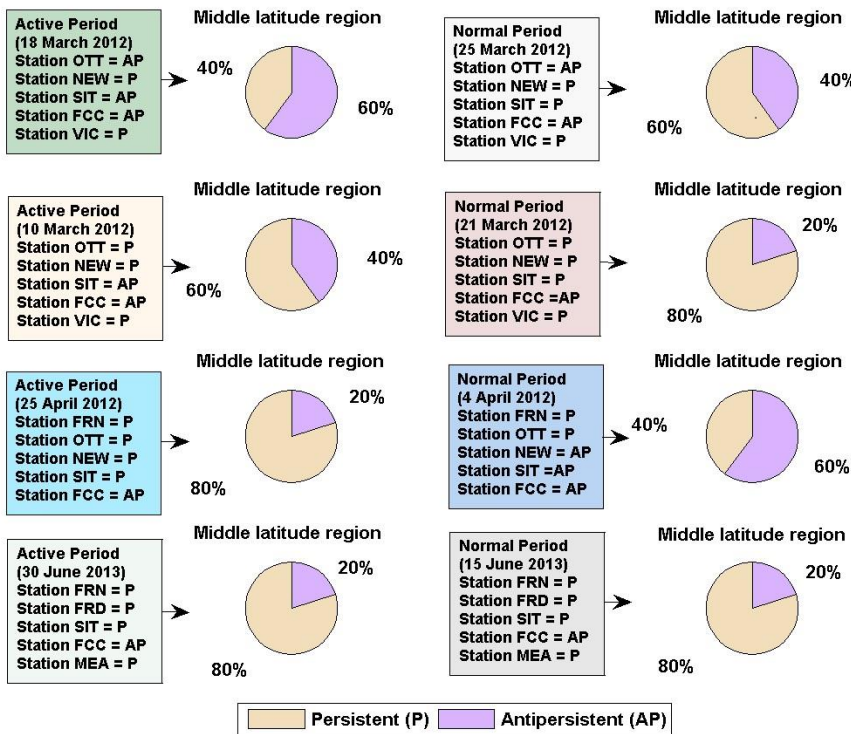 Active Period
(18 March 2012)
Station OTT = AP
Station NEW = P
Station SIT = AP
Station FCC = AP
Station VIC = P
Middle latitude region
40%
60%
Normal Period
(25 March 2012)
Station OTT = AP
Station NEW = P
Station SIT = P
Station FCC = AP
Station VIC = P
Middle latitude region
40%
60%
Active Period
(10 March 2012)
Station OTT = P
Station NEW = P
Station SIT = AP
Station FCC = AP
Station VIC = P
Middle latitude region
40%
60%
Normal Period
(21 March 2012)
Station OTT = P
Station NEW = P
Station SIT = P
Station FCC =AP
Station VIC = P
Middle latitude region
20%
80%
Active Period
(25 April 2012)
Station FRN = P
Station OTT = P
Station NEW = P
Station SIT = P
Station FCC = AP
Middle latitude region
20%
80%
Normal Period
(4 April 2012)
Station FRN = P
Station OTT = P
Station NEW = AP
Station SIT =AP
Station FCC = AP
Middle latitude region
40%
60%
Active Period
(30 June 2013)
Station FRN = P
Station FRD = P
Station SIT = P
Station FCC = AP
Station MEA = P
Middle latitude region
20%
80%
Normal Period
(15 June 2013)
Station FRN = P
Station FRD = P
Station SIT = P
Station FCC = AP
Station MEA = P
Middle latitude region
20%
80%
Persistent (P)
Antipersistent (AP)